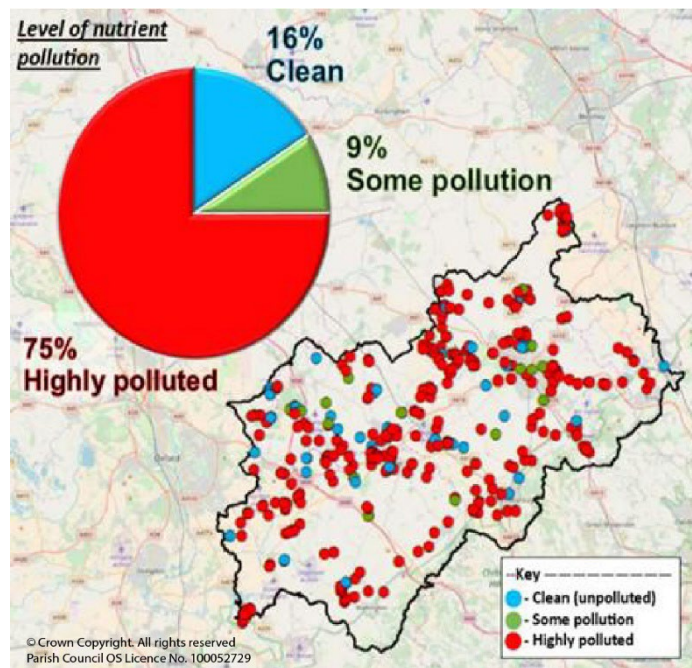 Level of nutrient
pollution
16%
Clean
9%
Some pollution
75%
Highly polluted
Oxford
Key
- Clean (unpolluted)
- Some pollution
- Highly polluted
© Crown Copyright. All rights reserved
Parish Council OS Licence No. 100052729